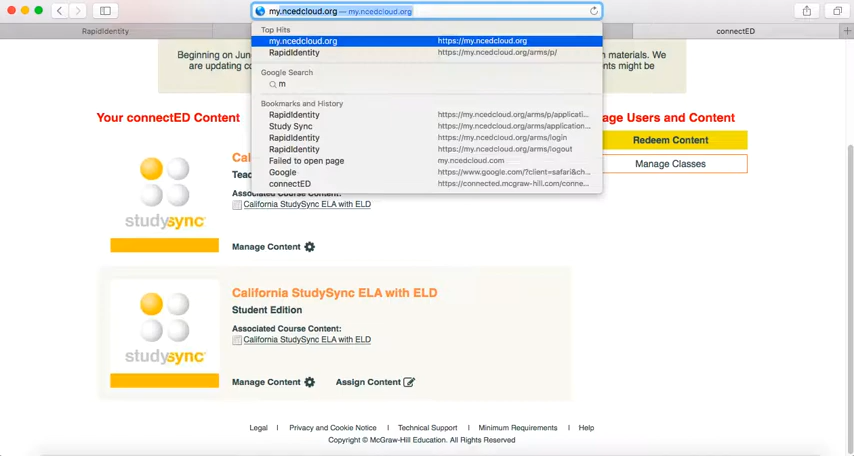 my.ncedcloud.org — my.ncedcloud.org
RapidIdentity
connectED
Top Hits
my.ncedcloud.org https://my.ncedcloud.org
RapidIdentity https://my.ncedcloud.org/arms/p/
Google Search
m
Bookmarks and History
RapidIdentity https://my.ncedcloud.org/arms/p/applicati...
Study Sync https://my.ncedcloud.org/arms/application...
RapidIdentity https://my.ncedcloud.org/arms/login
RapidIdentity https://my.ncedcloud.org/arms/logout
Failed to open page my.ncedcloud.com
Google https://www.google.com/?client=safari&ch...
connectED https://connected.mcgraw-hill.com/conne...
Beginning on Jun
m materials. We
are updating co
ents might be
Your connectED Content
age Users and Content
Redeem Content
Manage Classes
studysync
Cal
Teac
Associated Course Content:
California StudySync ELA with ELD
Manage Content
studysync
California StudySync ELA with ELD
Student Edition
Associated Course Content:
California StudySync ELA with ELD
Manage Content Assign Content
Legal | Privacy and Cookie Notice | Technical Support | Minimum Requirements | Help
Copyright © McGraw-Hill Education. All Rights Reserved